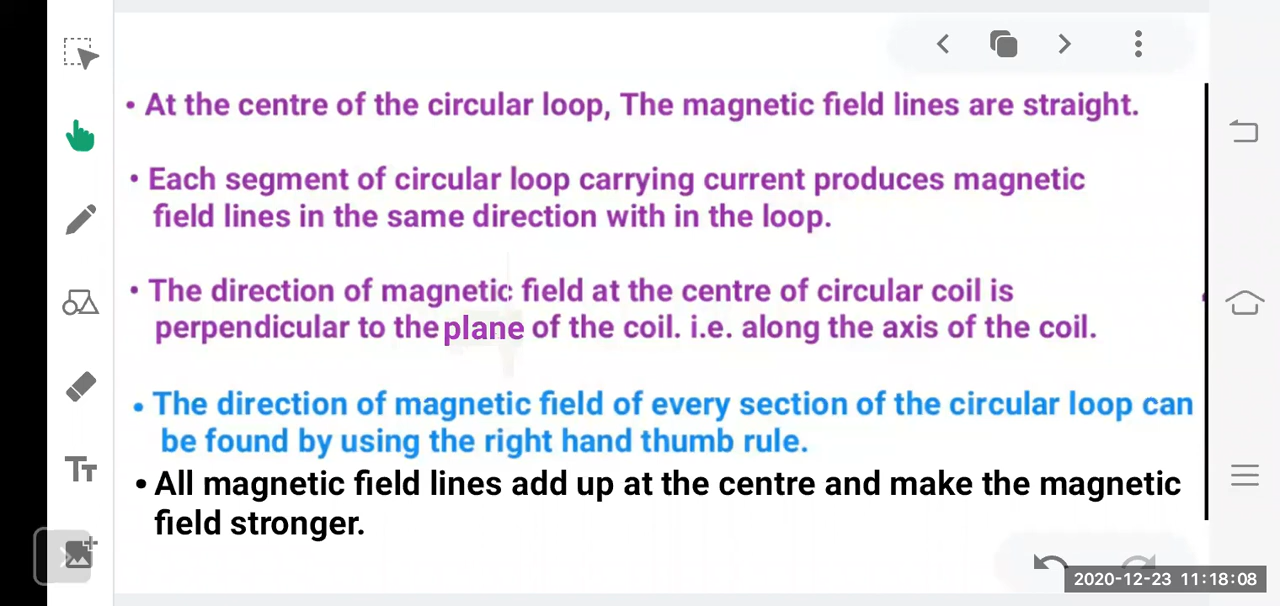 • At the centre of the circular loop, The magnetic field lines are straight.
• Each segment of circular loop carrying current produces magnetic
field lines in the same direction with in the loop.
• The direction of magnetic field at the centre of circular coil is
perpendicular to the plane of the coil. i.e. along the axis of the coil.
• The direction of magnetic field of every section of the circular loop can
be found by using the right hand thumb rule.
• All magnetic field lines add up at the centre and make the magnetic
field stronger.
TT
2020-12-23 11:18:08